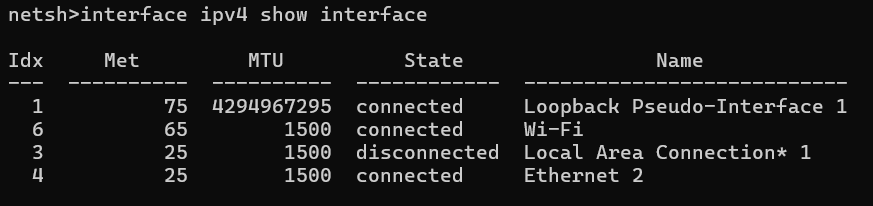 netsh>interface ipv4 show interface
Idx     Met         MTU          State                Name
---  ----------  ----------  ------------  ---------------------------
  1          75  4294967295  connected     Loopback Pseudo-Interface 1
  6          65        1500  connected     Wi-Fi
  3          25        1500  disconnected  Local Area Connection* 1
  4          25        1500  connected     Ethernet 2